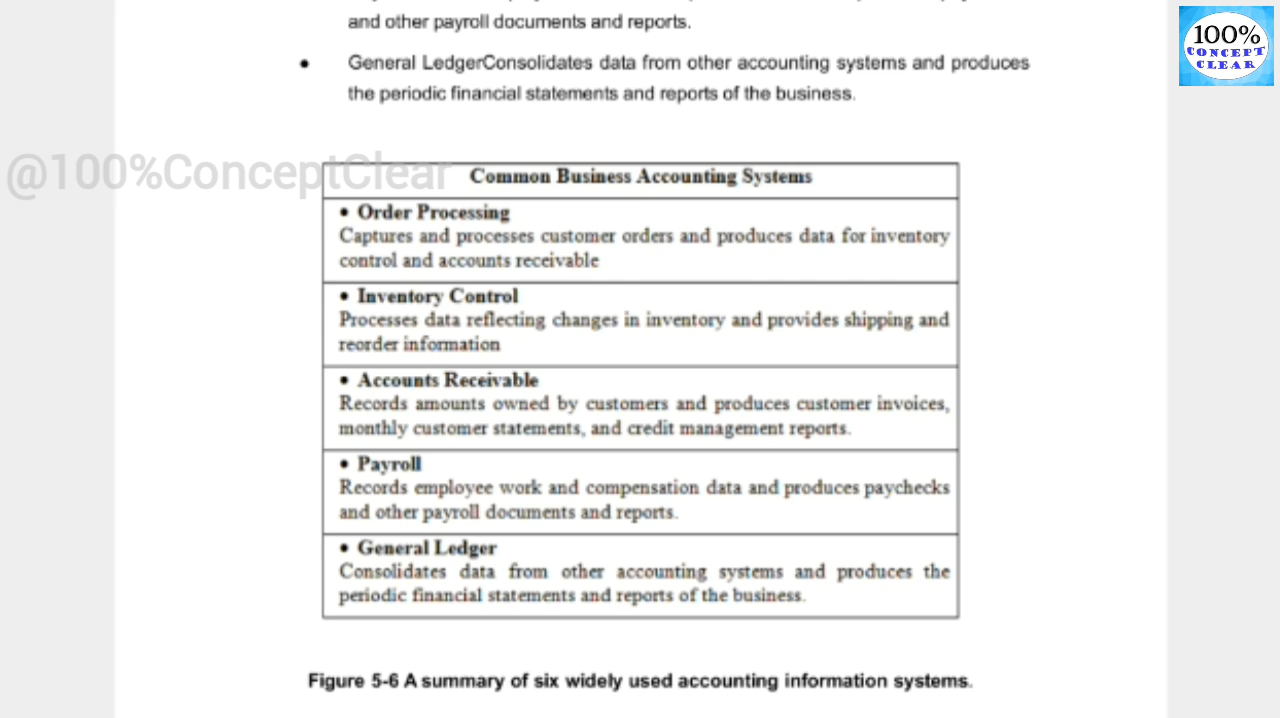 and other payroll documents and reports.
• General LedgerConsolidates data from other accounting systems and produces
the periodic financial statements and reports of the business.
100%
CONCEPT
CLEAR
@100%ConceptClear
Common Business Accounting Systems
• Order Processing
Captures and processes customer orders and produces data for inventory
control and accounts receivable
• Inventory Control
Processes data reflecting changes in inventory and provides shipping and
reorder information
• Accounts Receivable
Records amounts owned by customers and produces customer invoices,
monthly customer statements, and credit management reports.
• Payroll
Records employee work and compensation data and produces paychecks
and other payroll documents and reports.
• General Ledger
Consolidates data from other accounting systems and produces the
periodic financial statements and reports of the business.
Figure 5-6 A summary of six widely used accounting information systems.